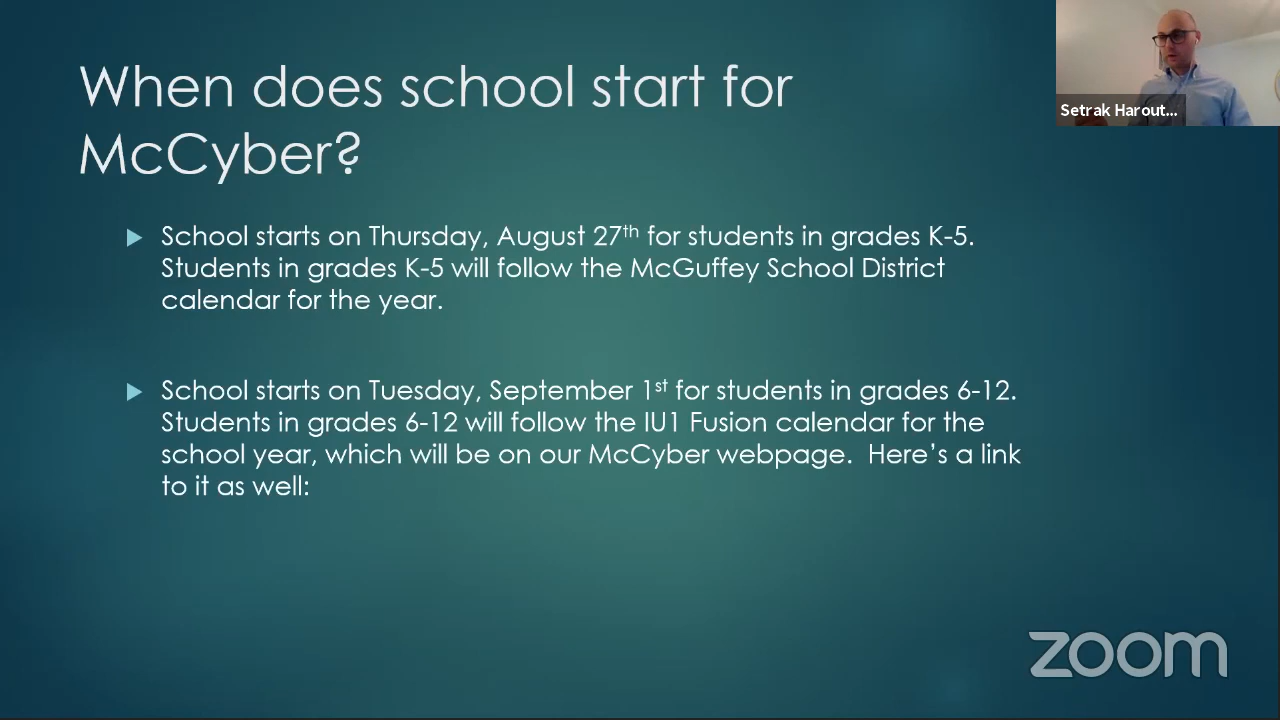 When does school start for
McCyber?
School starts on Thursday, August 27th for students in grades K-5.
Students in grades K-5 will follow the McGuffey School District
calendar for the year.
School starts on Tuesday, September 1st for students in grades 6-12.
Students in grades 6-12 will follow the IU1 Fusion calendar for the
school year, which will be on our McCyber webpage. Here's a link
to it as well:
Setrak Harout...
zoom